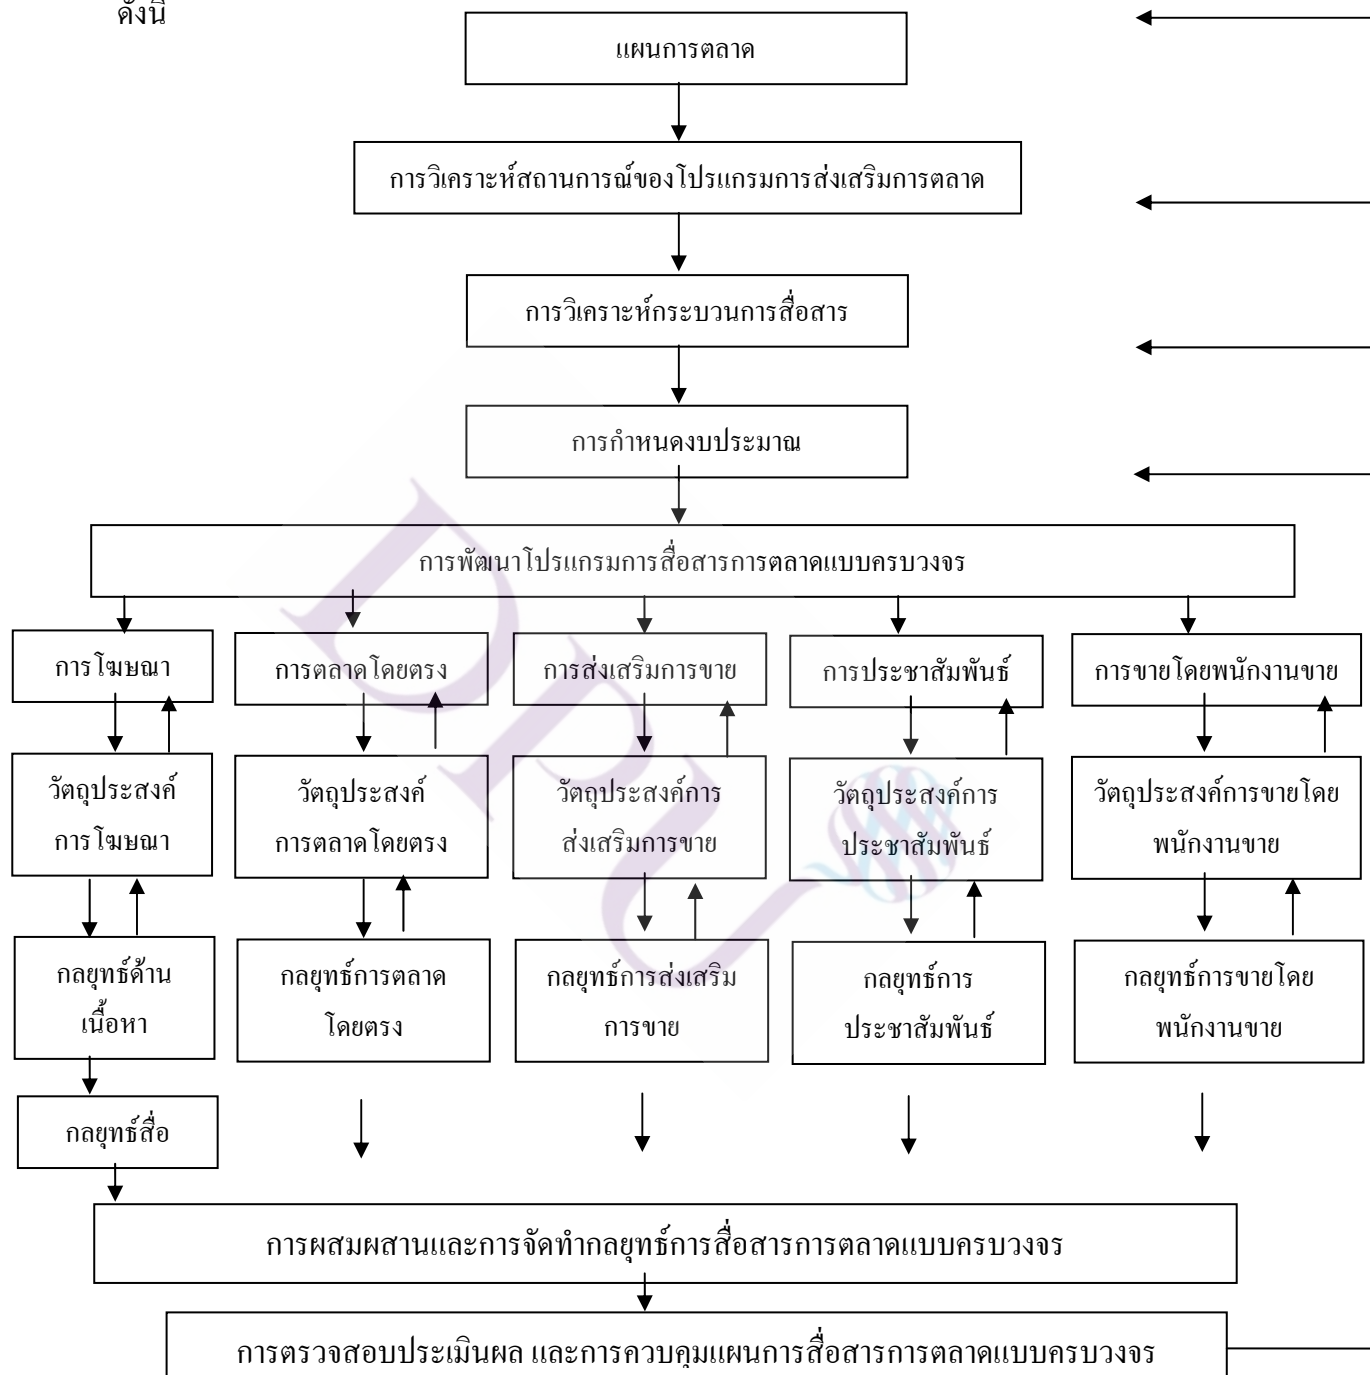 ดังนี้
แผนการตลาด
การวิเคราะห์สถานการณ์ของโปรแกรมการส่งเสริมการตลาด
การวิเคราะห์กระบวนการสื่อสาร
การกำหนดงบประมาณ
การพัฒนาโปรแกรมการสื่อสารการตลาดแบบครบวงจร
การโฆษณา
การตลาดโดยตรง
การส่งเสริมการขาย
การประชาสัมพันธ์
การขายโดยพนักงานขาย
วัตถุประสงค์
การโฆษณา
วัตถุประสงค์
การตลาดโดยตรง
วัตถุประสงค์การ
ส่งเสริมการขาย
วัตถุประสงค์การ
ประชาสัมพันธ์
วัตถุประสงค์การขายโดย
พนักงานขาย
กลยุทธ์ด้าน
เนื้อหา
กลยุทธ์การตลาด
โดยตรง
กลยุทธ์การส่งเสริม
การขาย
กลยุทธ์การ
ประชาสัมพันธ์
กลยุทธ์การขายโดย
พนักงานขาย
กลยุทธ์สื่อ
การผสมผสานและการจัดทำกลยุทธ์การสื่อสารการตลาดแบบครบวงจร
การตรวจสอบประเมินผล และการควบคุมแผนการสื่อสารการตลาดแบบครบวงจร
DPU